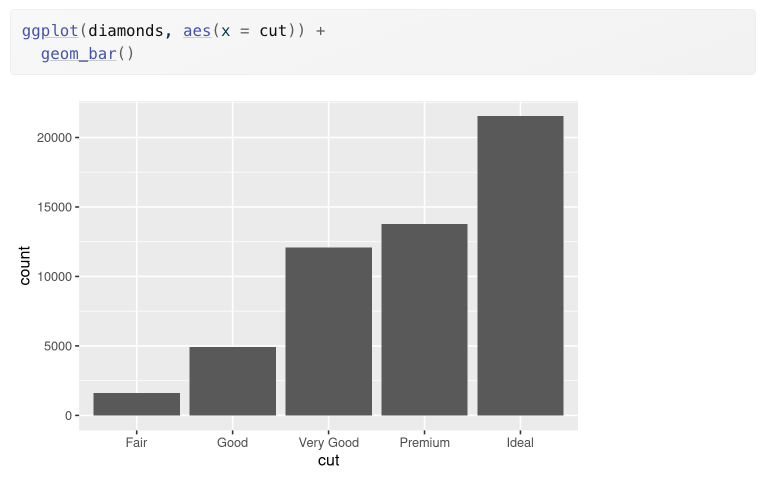 ggplot(diamonds, aes(x = cut)) +
  geom_bar()
20000
15000
10000
5000
0
count
Fair Good Very Good Premium Ideal
cut